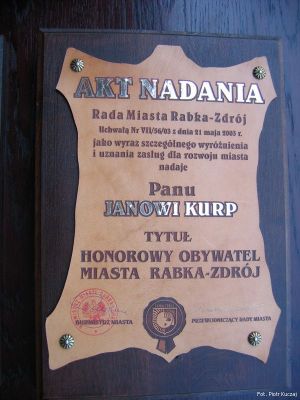 AKT NADANIA
Rada Miasta Rabka-Zdrój
Uchwałą Nr VII/56/03 z dnia 21 maja 2003 r.
jako wyraz szczególnego wyróżnienia
i uznania zasług dla rozwoju miasta
nadaje
Panu
JANOWI KURP
TYTUŁ
HONOROWY OBYWATEL
MIASTA RABKA-ZDRÓJ
BURMISTRZ MIASTA
PRZEWODNICZĄCY RADY MIASTA
Fot. Piotr Kuczaj